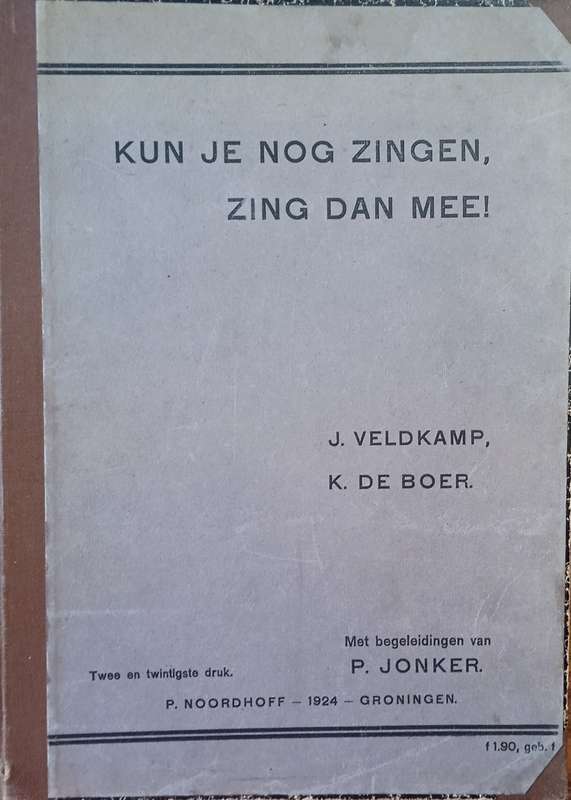 KUN JE NOG ZINGEN,
ZING DAN MEE!
J. VELDKAMP,
K. DE BOER.
Met begeleidingen van
P. JONKER.
Twee en twintigste druk.
P. NOORDHOFF – 1924 – GRONINGEN.
f 1.90, geb. f